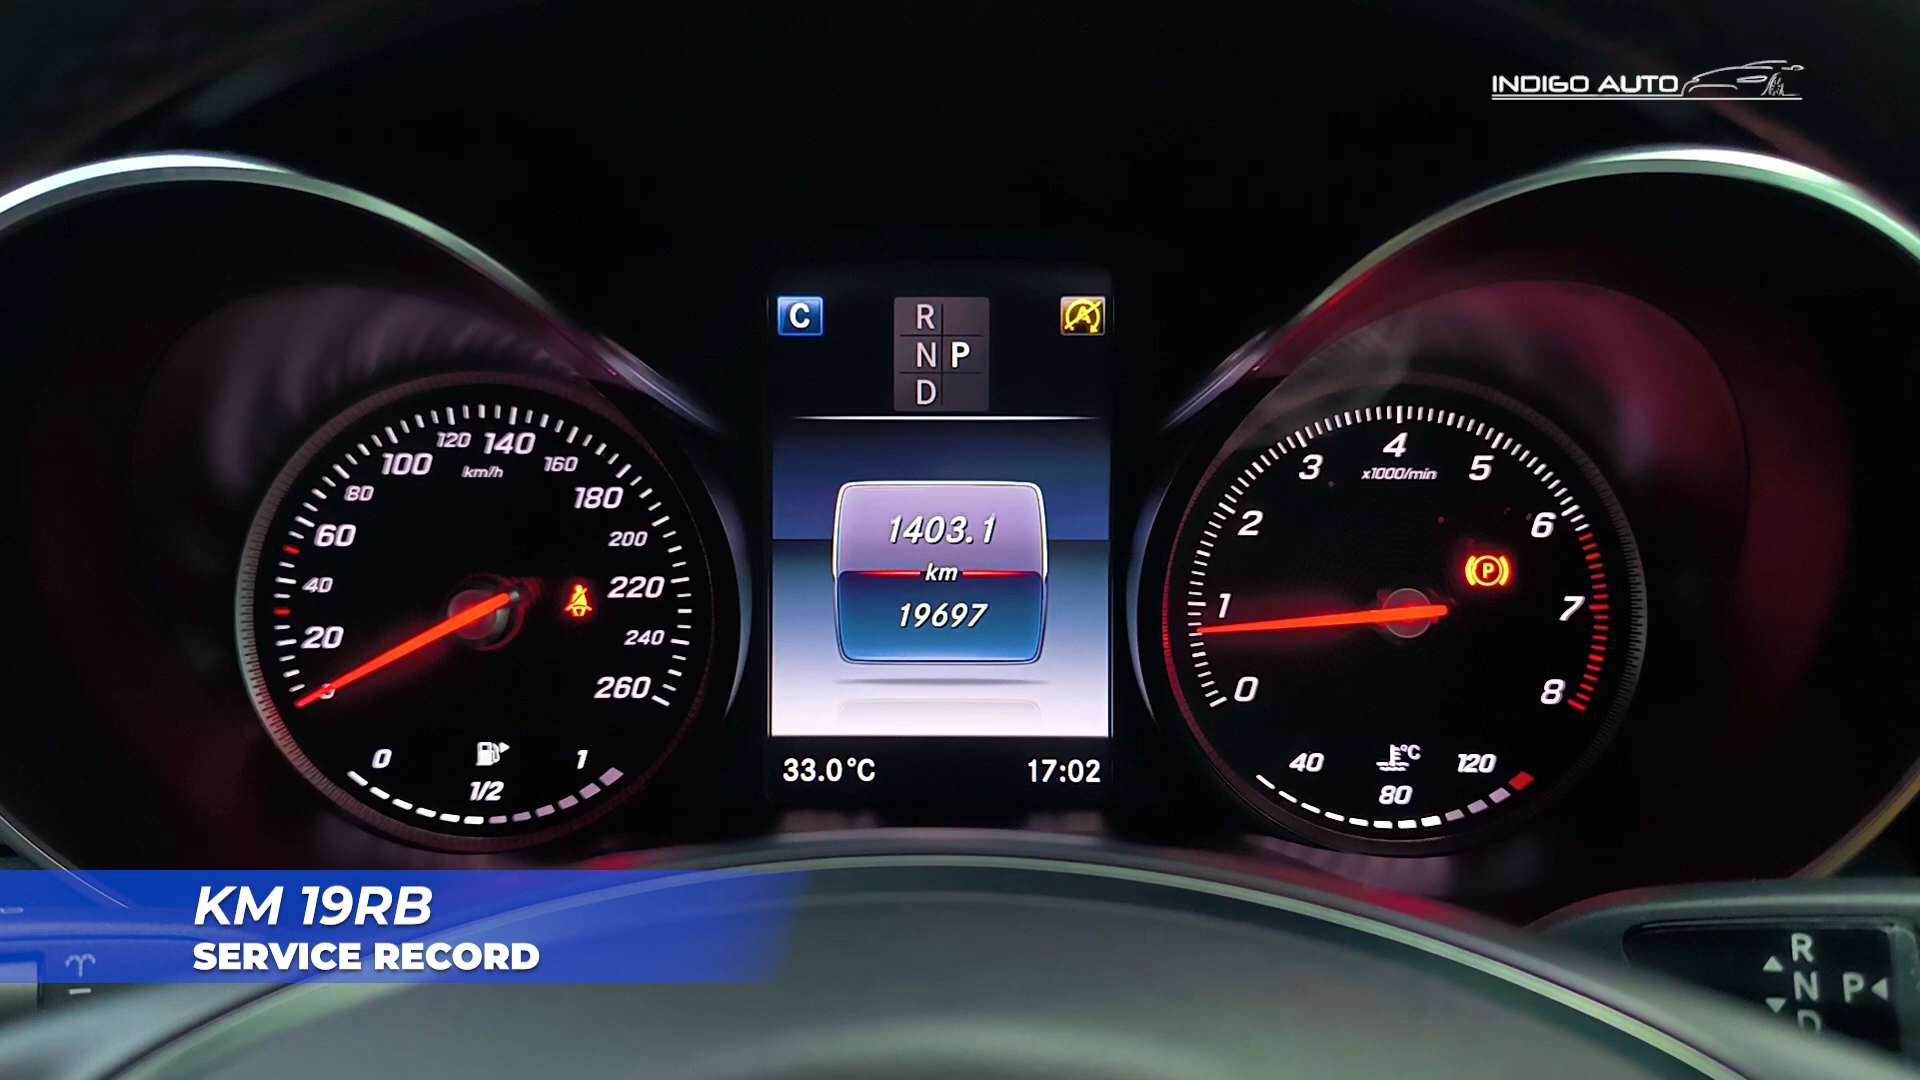 INDIGO AUTO
C
R
N P
D
120 140
100 km/h 160
80 180
60 200
40 220
20 240
260
0 1
1/2
1403.1
km
19697
33.0°C 17:02
4
3 x1000/min 5
2 6
P
1 7
0 8
°C
40 120
80
KM 19RB
SERVICE RECORD
R
N P
D